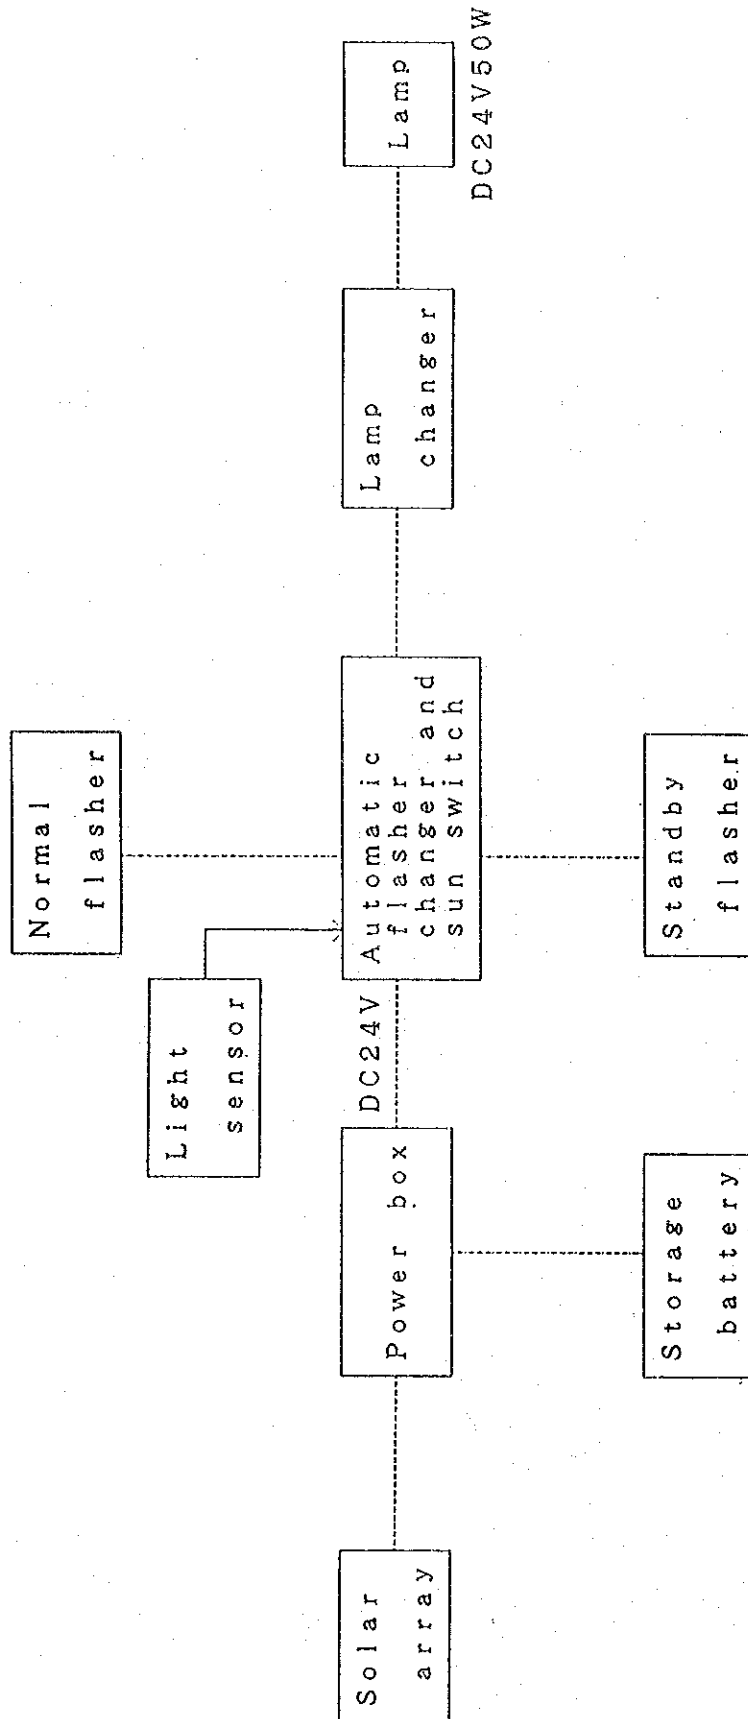 Normal
flasher
Light
sensor
Solar
array
Power box
DC24V
Automatic
flasher
changer and
sun switch
Lamp
changer
Lamp
DC24V50W
Storage
battery
Standby
flasher